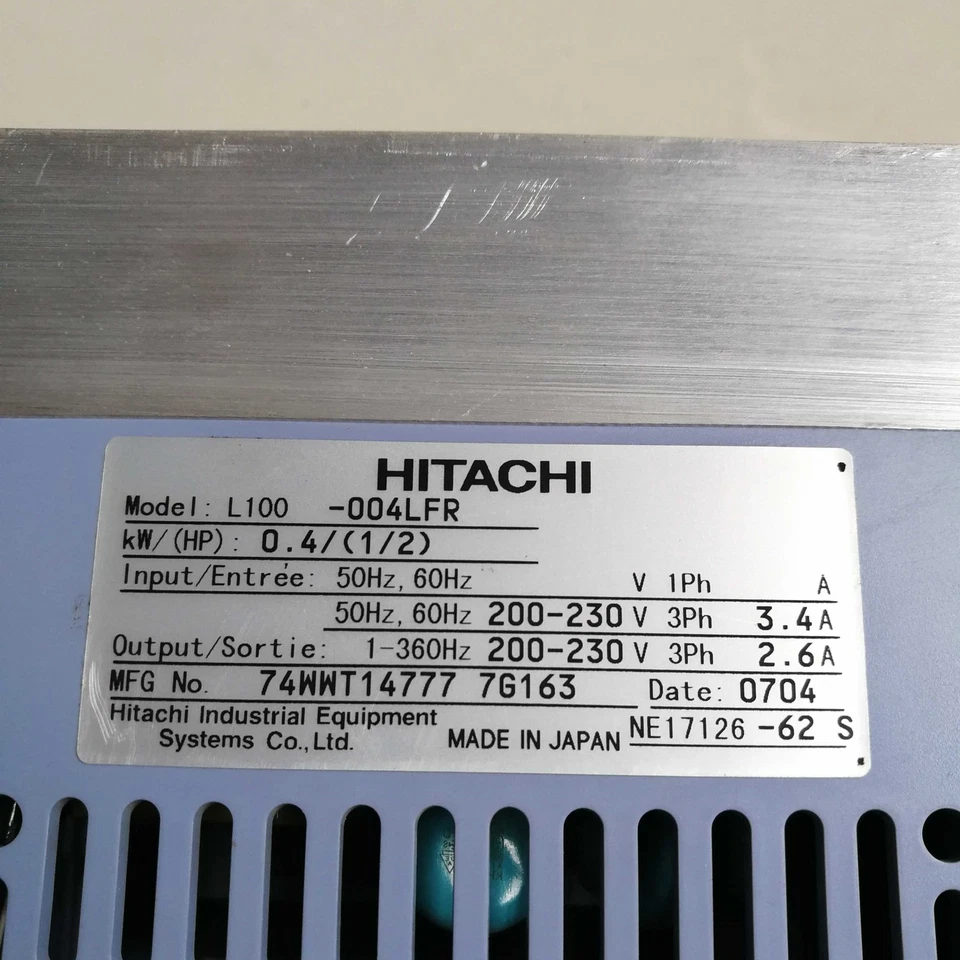 HITACHI
Model: L100 -004LFR
kW/(HP): 0.4/(1/2)
Input/Entrée: 50Hz, 60Hz V 1Ph A
50Hz, 60Hz 200-230 V 3Ph 3.4 A
Output/Sortie: 1-360Hz 200-230 V 3Ph 2.6 A
MFG No. 74WWT14777 7G163 Date: 0704
Hitachi Industrial Equipment
Systems Co., Ltd. MADE IN JAPAN NE17126 -62 S